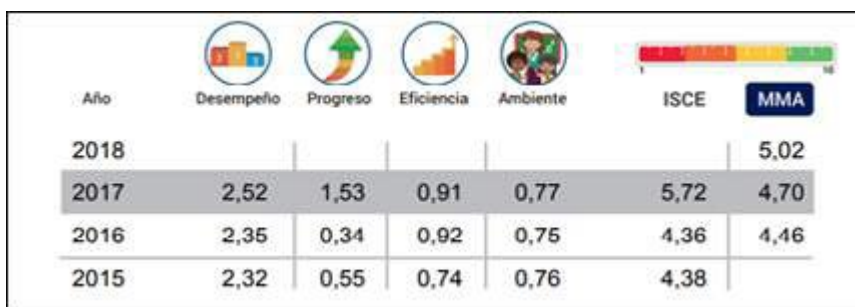 1 10
Año Desempeño Progreso Eficiencia Ambiente ISCE MMA
2018 5,02
2017 2,52 1,53 0,91 0,77 5,72 4,70
2016 2,35 0,34 0,92 0,75 4,36 4,46
2015 2,32 0,55 0,74 0,76 4,38